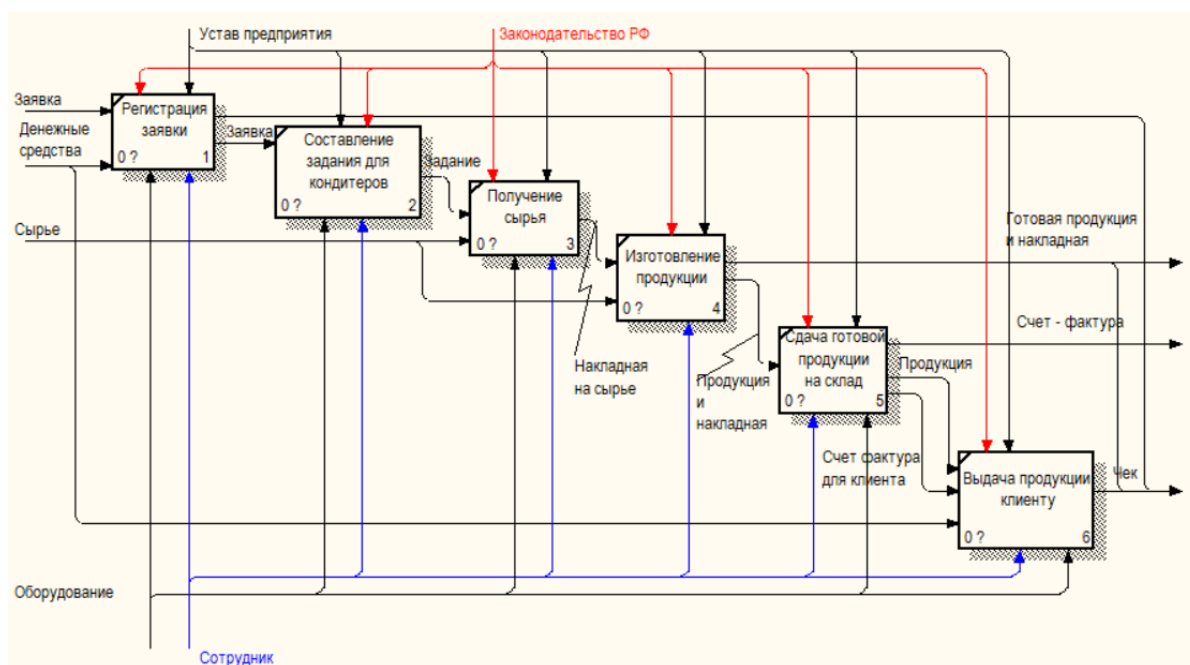 Устав предприятия
Законодательство РФ
Заявка
Денежные
средства
Регистрация
заявки
0 ?
1
Заявка
Составление
задания для
кондитеров
0 ?
2
Задание
Сырье
Получение
сырья
0 ?
3
Накладная
на сырье
Изготовление
продукции
0 ?
4
Продукция
и
накладная
Готовая продукция
и накладная
Счет - фактура
Сдача готовой
продукции
на склад
0 ?
5
Продукция
Счет фактура
для клиента
Выдача продукции
клиенту
0 ?
6
Чек
Оборудование
Сотрудник